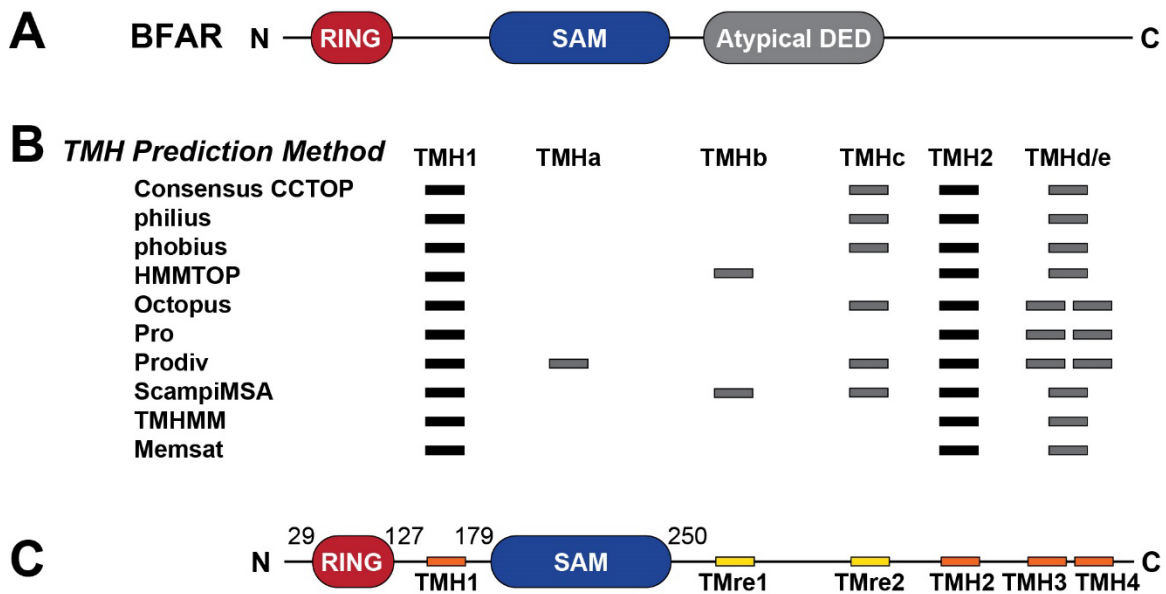 A BFAR N RING SAM Atypical DED C
B TMH Prediction Method TMH1 TMHa TMHb TMHc TMH2 TMHd/e
Consensus CCTOP
philius
phobius
HMMTOP
Octopus
Pro
Prodiv
ScampiMSA
TMHMM
Memsat
29 127 179 250
C N RING SAM C
TMH1 TMre1 TMre2 TMH2 TMH3 TMH4